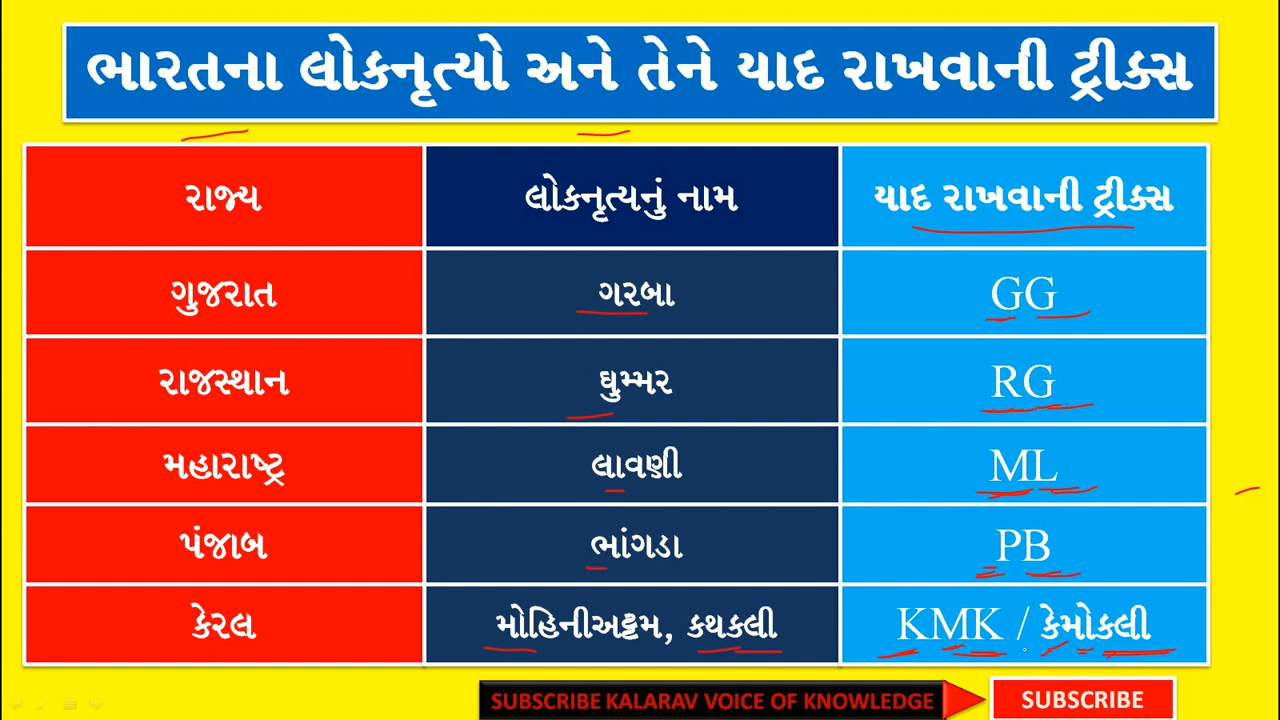 ભારતના લોકનૃત્યો અને તેને યાદ રાખવાની ટ્રીક્સ
રાજ્ય લોકનૃત્યનું નામ યાદ રાખવાની ટ્રીક્સ
ગુજરાત ગરબા GG
રાજસ્થાન ઘુમ્મર RG
મહારાષ્ટ્ર લાવણી ML
પંજાબ ભાંગડા PB
કેરલ મોહિનીઅટ્ટમ, કથકલી KMK / કેમોકલી
SUBSCRIBE KALARAV VOICE OF KNOWLEDGE SUBSCRIBE